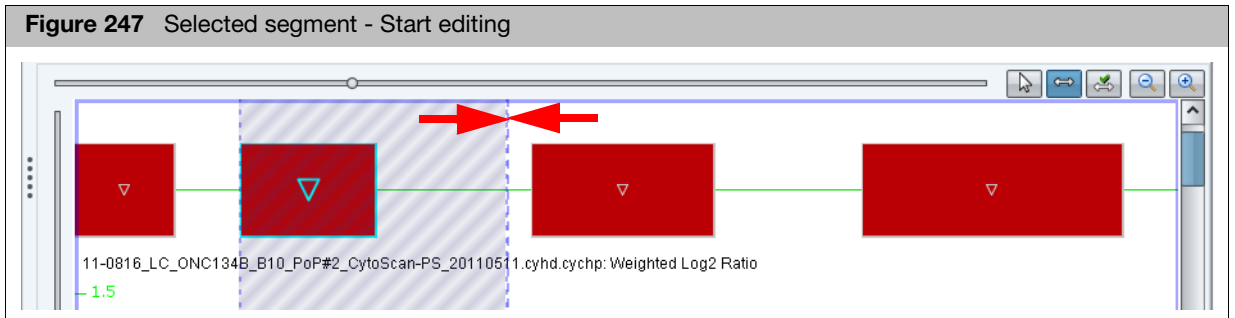 Figure 247 Selected segment - Start editing
11-0816_LC_ONC134B_B10_PoP#2_CytoScan-PS_20110511.cyhd.cychp: Weighted Log2 Ratio
1.5